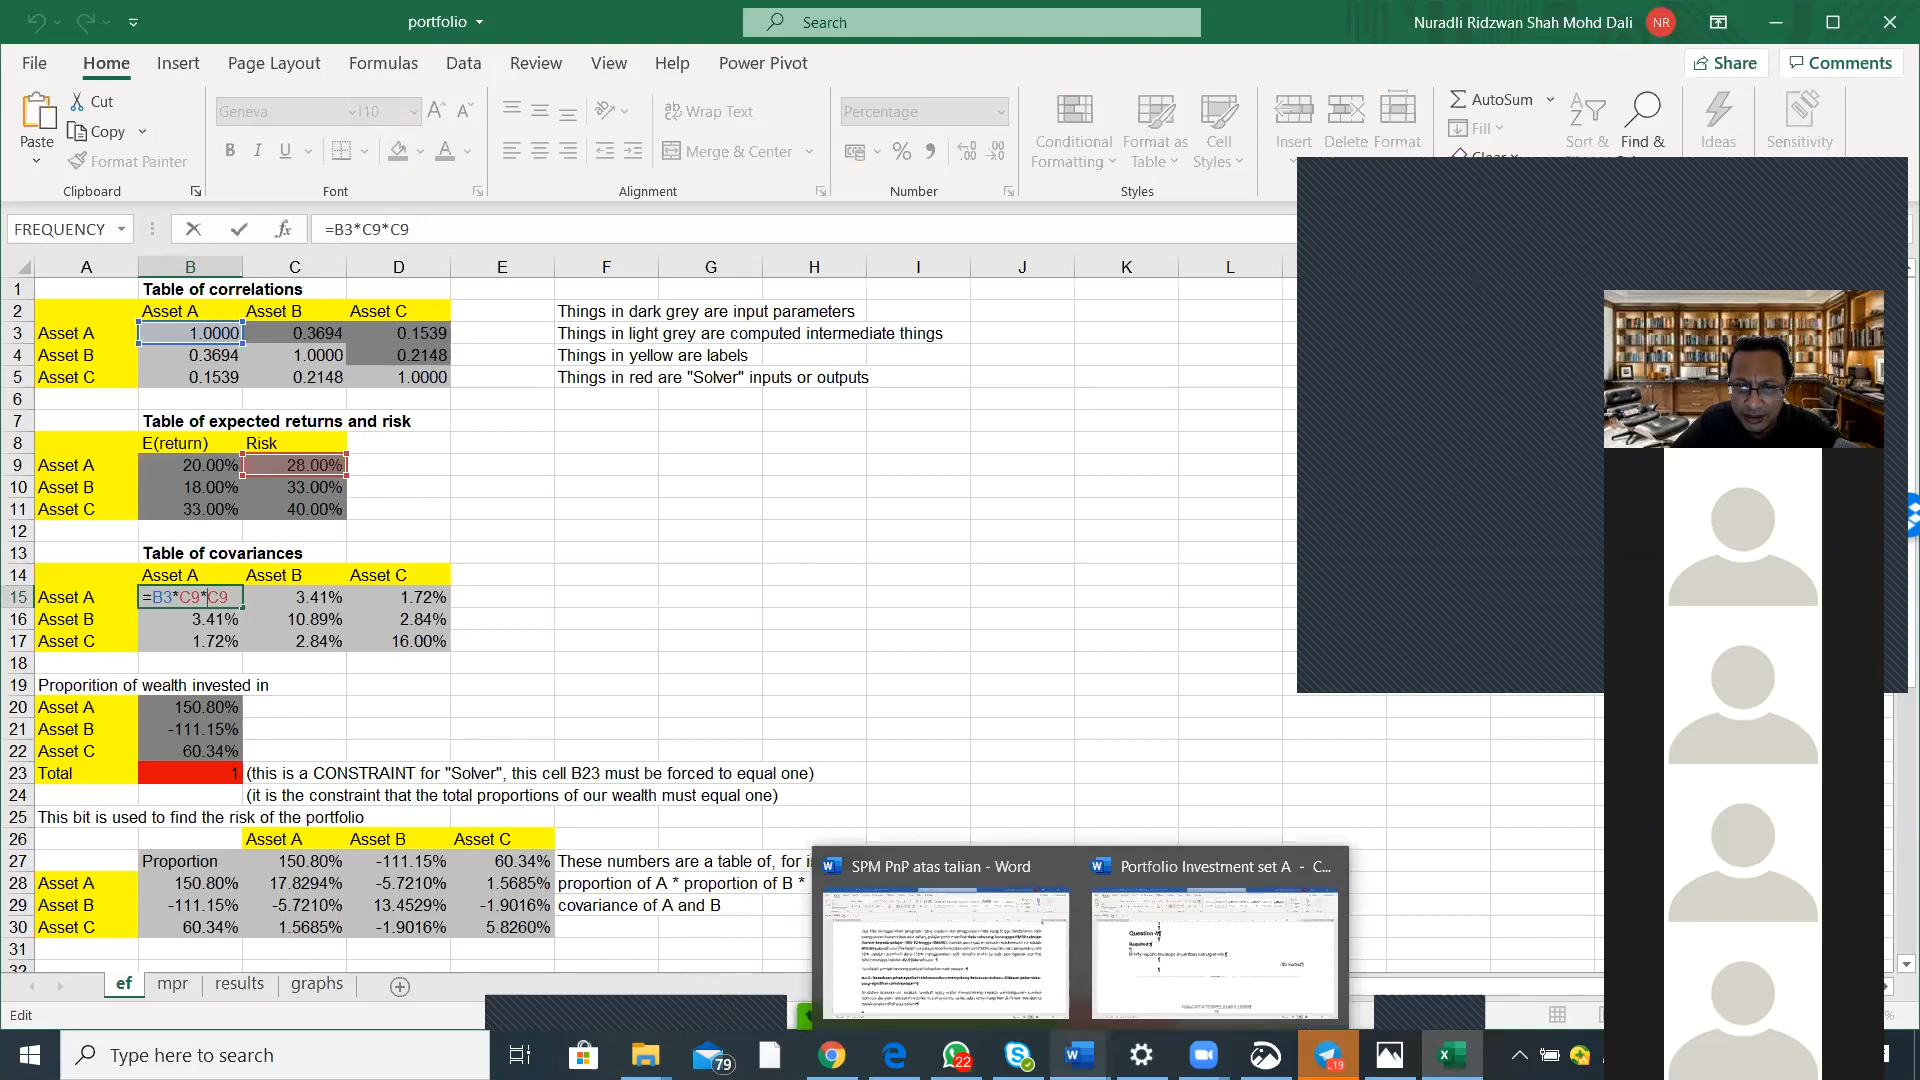 portfolio
Search
Nuradli Ridzwan Shah Mohd Dali
NR
File Home Insert Page Layout Formulas Data Review View Help Power Pivot
Share Comments
Paste
Cut
Copy
Format Painter
Clipboard
Geneva 10
B I U
Font
Wrap Text
Merge & Center
Alignment
Percentage
Number
Conditional Formatting
Format as Table
Cell Styles
Styles
Insert Delete Format
AutoSum
Fill
Clear
Sort &
Find &
Ideas
Sensitivity
FREQUENCY
fx
=B3*C9*C9
A B C D E F G H I J K L
1 Table of correlations
2 Asset A Asset B Asset C Things in dark grey are input parameters
3 Asset A 1.0000 0.3694 0.1539 Things in light grey are computed intermediate things
4 Asset B 0.3694 1.0000 0.2148 Things in yellow are labels
5 Asset C 0.1539 0.2148 1.0000 Things in red are "Solver" inputs or outputs
6
7 Table of expected returns and risk
8 E(return) Risk
9 Asset A 20.00% 28.00%
10 Asset B 18.00% 33.00%
11 Asset C 33.00% 40.00%
12
13 Table of covariances
14 Asset A Asset B Asset C
15 Asset A =B3*C9*C9 3.41% 1.72%
16 Asset B 3.41% 10.89% 2.84%
17 Asset C 1.72% 2.84% 16.00%
18
19 Proporition of wealth invested in
20 Asset A 150.80%
21 Asset B -111.15%
22 Asset C 60.34%
23 Total 1 (this is a CONSTRAINT for "Solver", this cell B23 must be forced to equal one)
24 (it is the constraint that the total proportions of our wealth must equal one)
25 This bit is used to find the risk of the portfolio
26 Asset A Asset B Asset C
27 Proportion 150.80% -111.15% 60.34% These numbers are a table of, for
28 Asset A 150.80% 17.8294% -5.7210% 1.5685% proportion of A * proportion of B *
29 Asset B -111.15% -5.7210% 13.4529% -1.9016% covariance of A and B
30 Asset C 60.34% 1.5685% -1.9016% 5.8260%
31
32
SPM PnP atas talian - Word
Portfolio Investment set A - C...
ef mpr results graphs
Edit
Type here to search
79
22
19